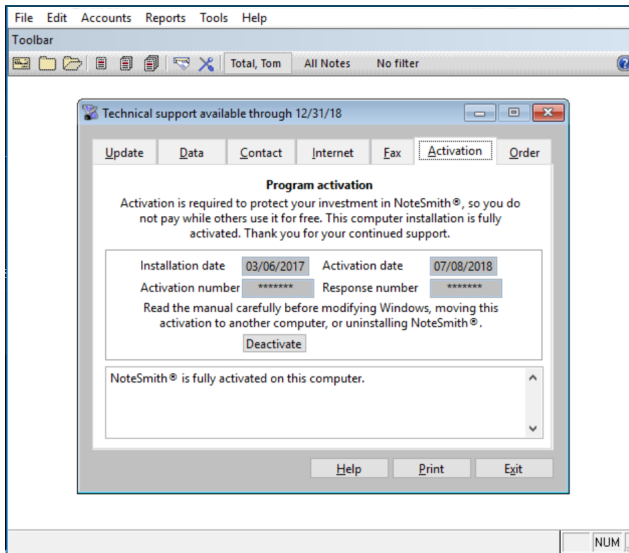 File Edit Accounts Reports Tools Help
Toolbar
Total, Tom All Notes No filter
Technical support available through 12/31/18
Update Data Contact Internet Fax Activation Order
Program activation
Activation is required to protect your investment in NoteSmith®, so you do
not pay while others use it for free. This computer installation is fully
activated. Thank you for your continued support.
Installation date 03/06/2017 Activation date 07/08/2018
Activation number ******* Response number *******
Read the manual carefully before modifying Windows, moving this
activation to another computer, or uninstalling NoteSmith®.
Deactivate
NoteSmith® is fully activated on this computer.
Help Print Exit
NUM